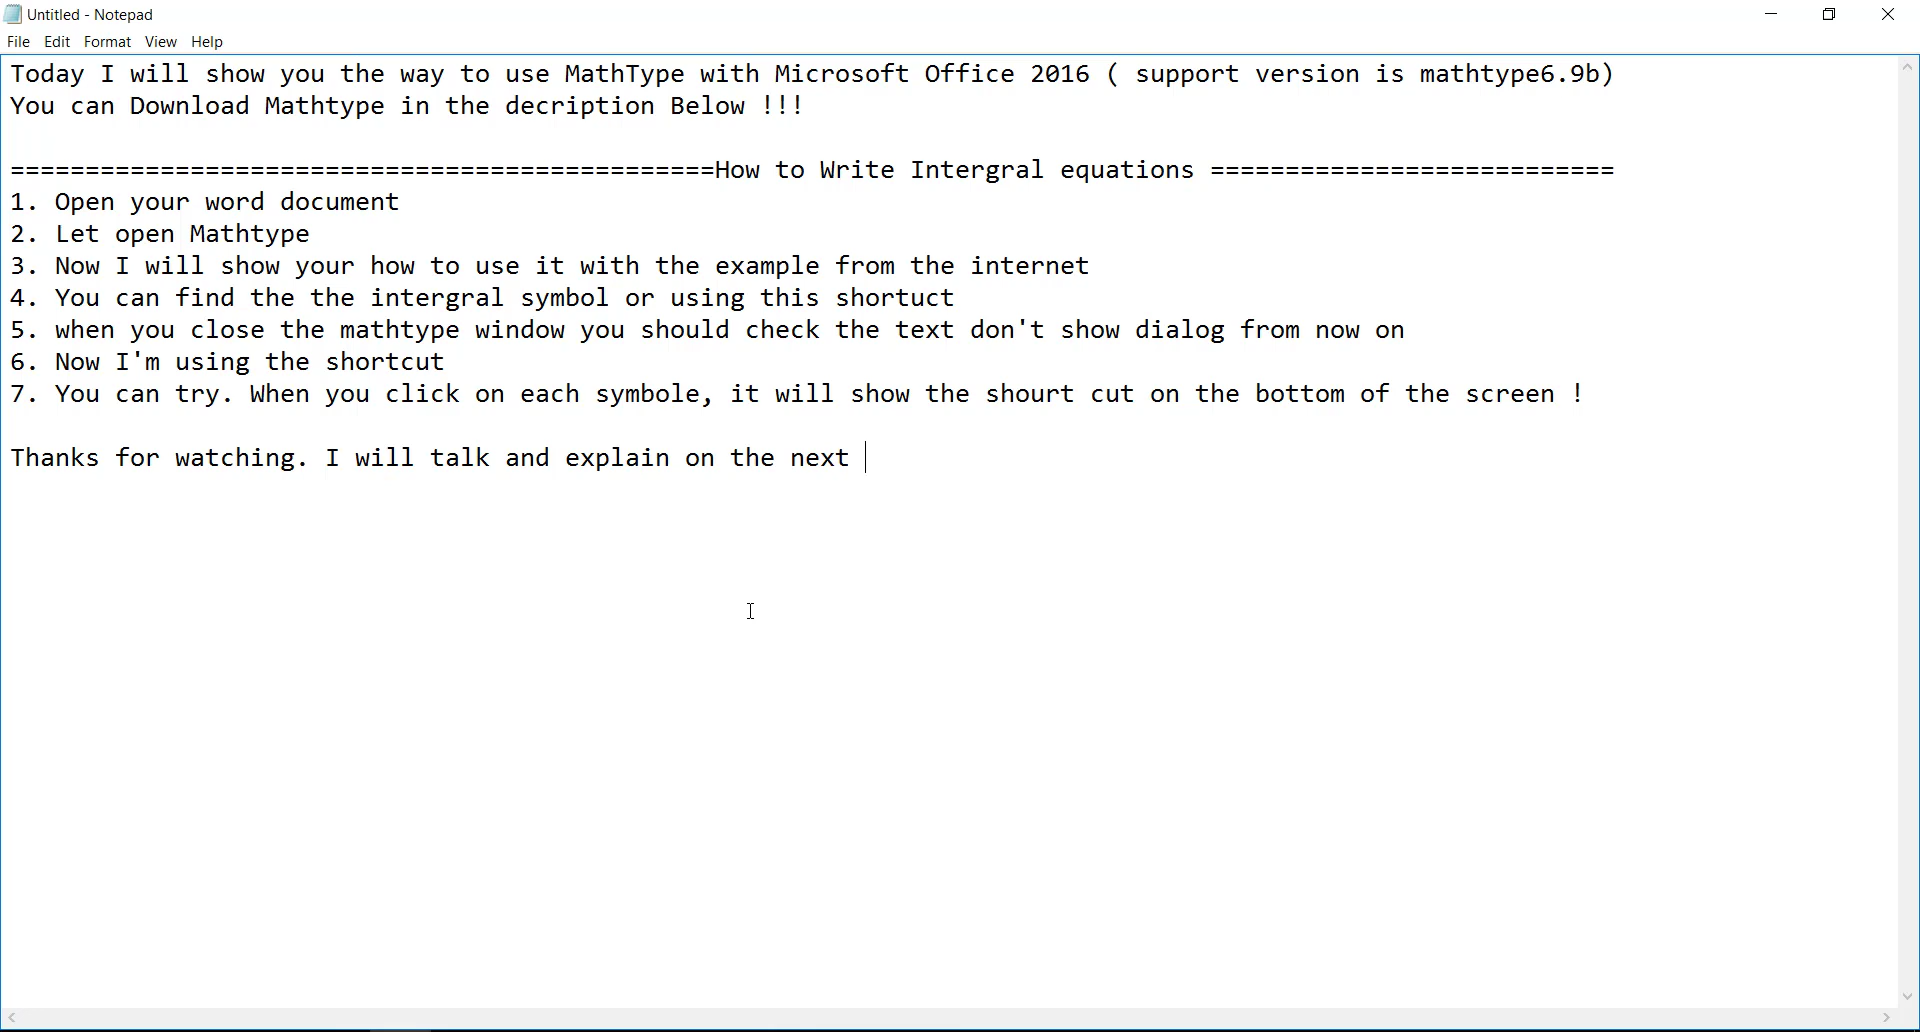 Untitled - Notepad
File Edit Format View Help
Today I will show you the way to use MathType with Microsoft Office 2016 ( support version is mathtype6.9b)
You can Download Mathtype in the decription Below !!!
===============================================How to Write Intergral equations ===========================
1. Open your word document
2. Let open Mathtype
3. Now I will show your how to use it with the example from the internet
4. You can find the the intergral symbol or using this shortuct
5. when you close the mathtype window you should check the text don't show dialog from now on
6. Now I'm using the shortcut
7. You can try. When you click on each symbole, it will show the shourt cut on the bottom of the screen !
Thanks for watching. I will talk and explain on the next